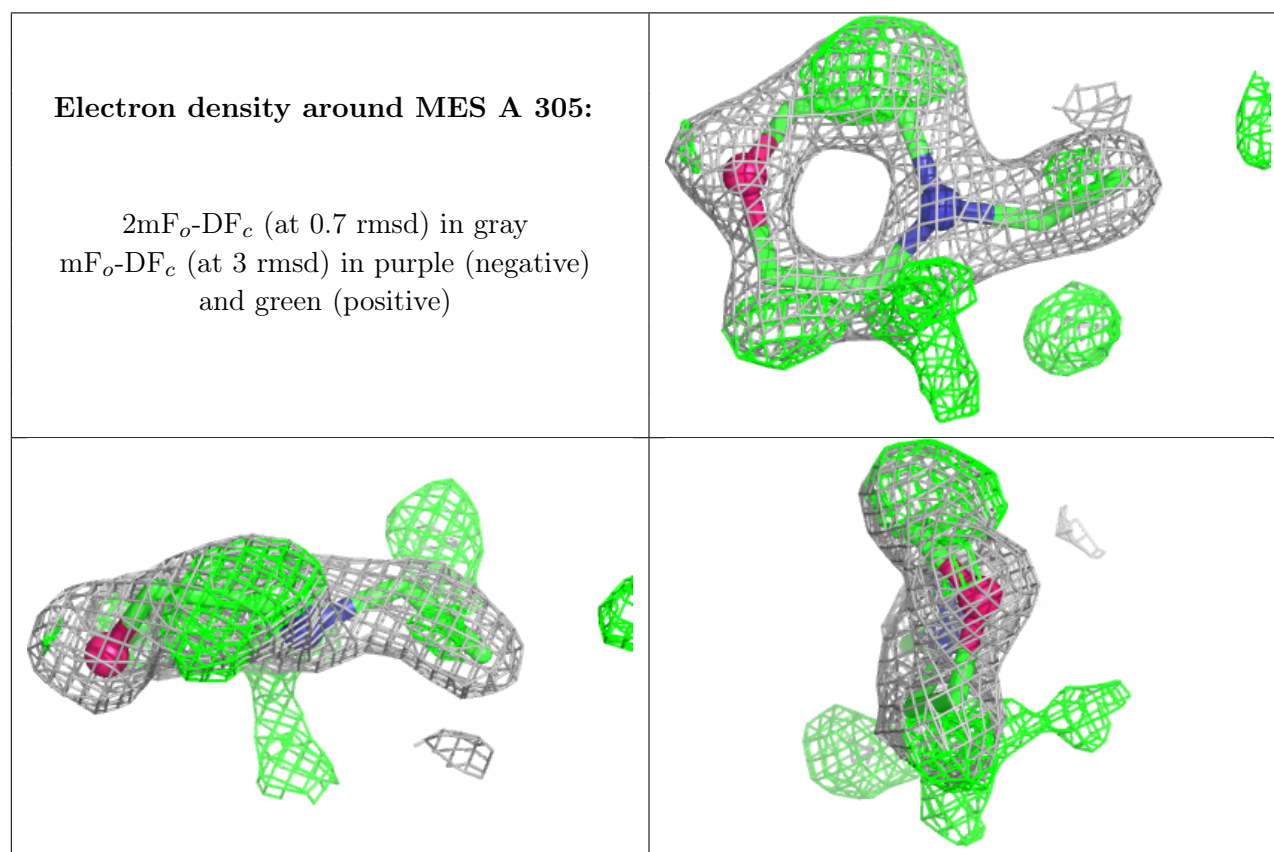 Electron density around MES A 305:
2mFo-DFc (at 0.7 rmsd) in gray
mFo-DFc (at 3 rmsd) in purple (negative)
and green (positive)